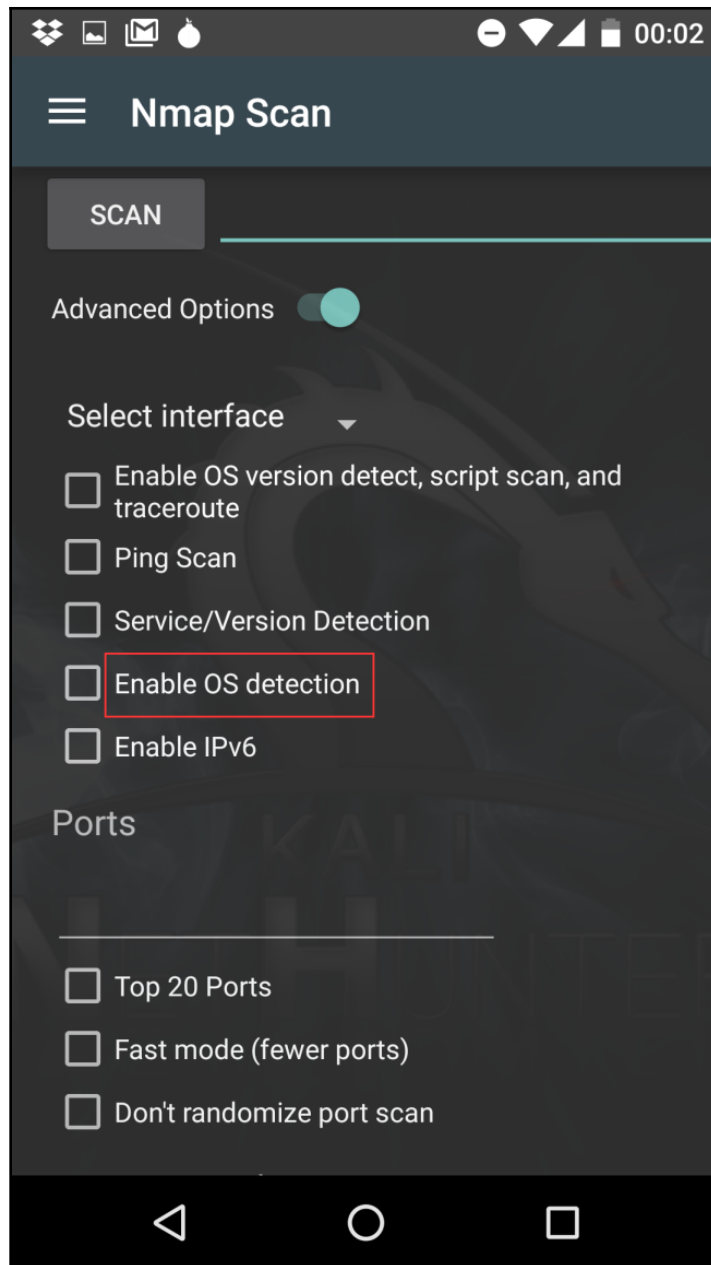 00:02
Nmap Scan
SCAN
Advanced Options
Select interface
Enable OS version detect, script scan, and
traceroute
Ping Scan
Service/Version Detection
Enable OS detection
Enable IPv6
Ports
KALI
NETHUNTER
Top 20 Ports
Fast mode (fewer ports)
Don't randomize port scan